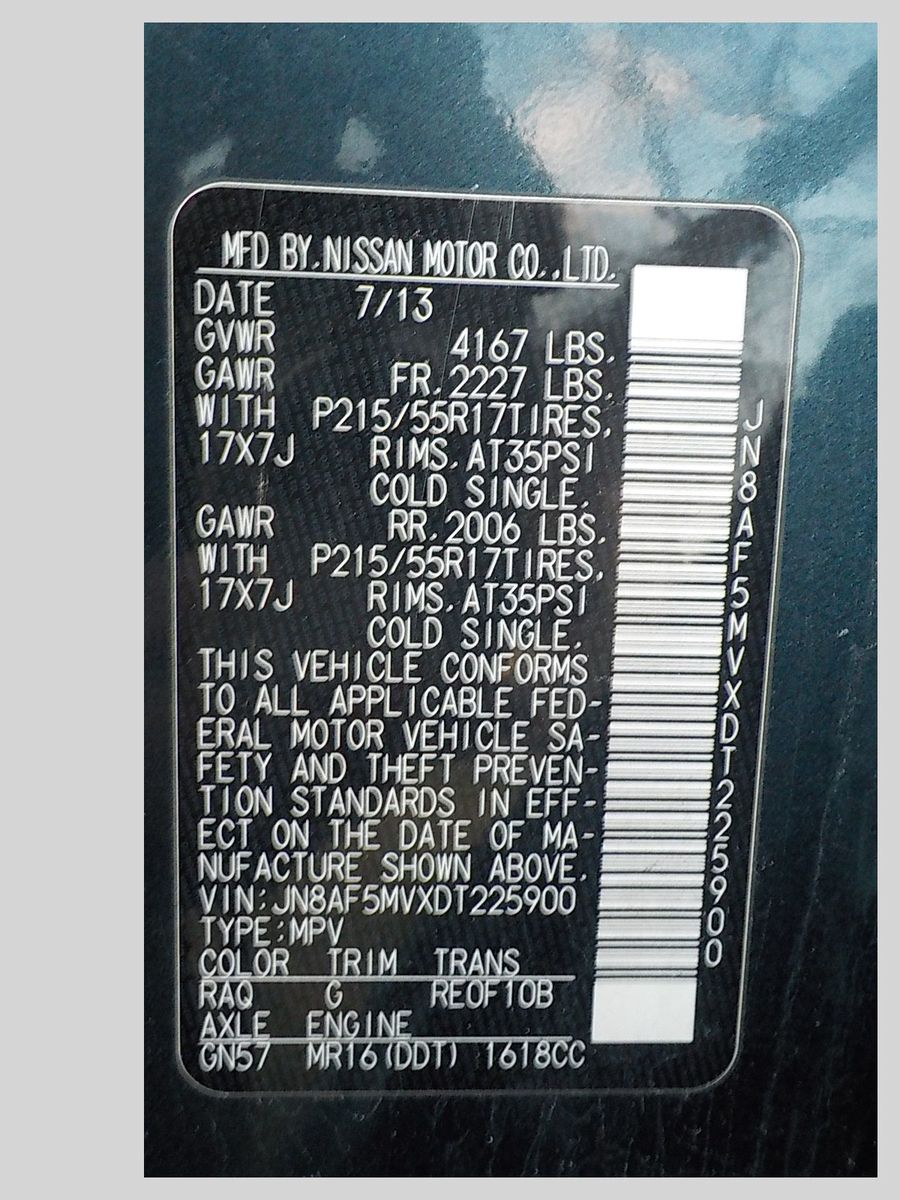 MFD BY.NISSAN MOTOR CO.,LTD.
DATE 7/13
GVWR 4167 LBS.
GAWR FR.2227 LBS.
WITH P215/55R17TIRES,
17X7J RIMS.AT35PSI
COLD SINGLE.
GAWR RR.2006 LBS.
WITH P215/55R17TIRES,
17X7J RIMS.AT35PSI
COLD SINGLE.
THIS VEHICLE CONFORMS
TO ALL APPLICABLE FED-
ERAL MOTOR VEHICLE SA-
FETY AND THEFT PREVEN-
TION STANDARDS IN EFF-
ECT ON THE DATE OF MA-
NUFACTURE SHOWN ABOVE.
VIN:JN8AF5MVXDT225900
TYPE:MPV
COLOR TRIM TRANS
RAQ G RE0F10B
AXLE ENGINE
GN57 MR16(DDT) 1618CC
JN8AF5MVXDT225900